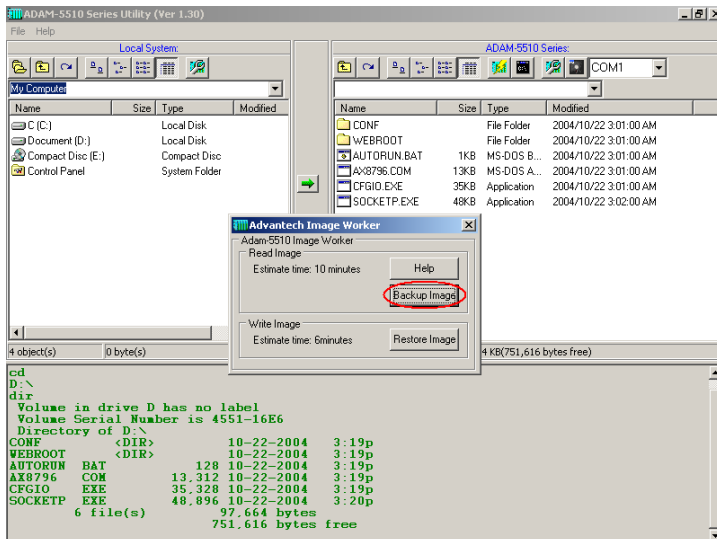 ADAM-5510 Series Utility (Ver 1.30)
File Help
Local System:
ADAM-5510 Series:
COM1
My Computer
Name Size Type Modified
C (C:) Local Disk
Document (D:) Local Disk
Compact Disc (E:) Compact Disc
Control Panel System Folder
Name Size Type Modified
CONF File Folder 2004/10/22 3:01:00 AM
WEBROOT File Folder 2004/10/22 3:01:00 AM
AUTORUN.BAT 1KB MS-DOS B... 2004/10/22 3:01:00 AM
AX8796.COM 13KB MS-DOS A... 2004/10/22 3:01:00 AM
CFGIO.EXE 35KB Application 2004/10/22 3:01:00 AM
SOCKETP.EXE 48KB Application 2004/10/22 3:02:00 AM
Advantech Image Worker
Adam-5510 Image Worker
Read Image
Estimate time: 10 minutes
Help
Backup Image
Write Image
Estimate time: 6minutes
Restore Image
4 object(s) 0 byte(s)
4 KB(751,616 bytes free)
cd
D:\
dir
Volume in drive D has no label
Volume Serial Number is 4551-16E6
Directory of D:\
CONF <DIR> 10-22-2004 3:19p
WEBROOT <DIR> 10-22-2004 3:19p
AUTORUN BAT 128 10-22-2004 3:19p
AX8796 COM 13,312 10-22-2004 3:19p
CFGIO EXE 35,328 10-22-2004 3:19p
SOCKETP EXE 48,896 10-22-2004 3:20p
6 file(s) 97,664 bytes
751,616 bytes free